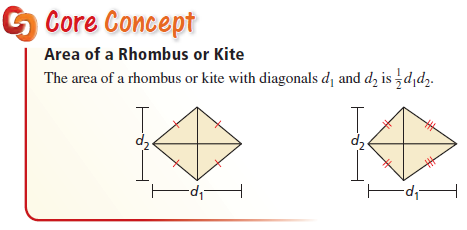 Core Concept
Area of a Rhombus or Kite
The area of a rhombus or kite with diagonals d₁ and d₂ is ½d₁d₂.
d₂ d₂
d₁ d₁